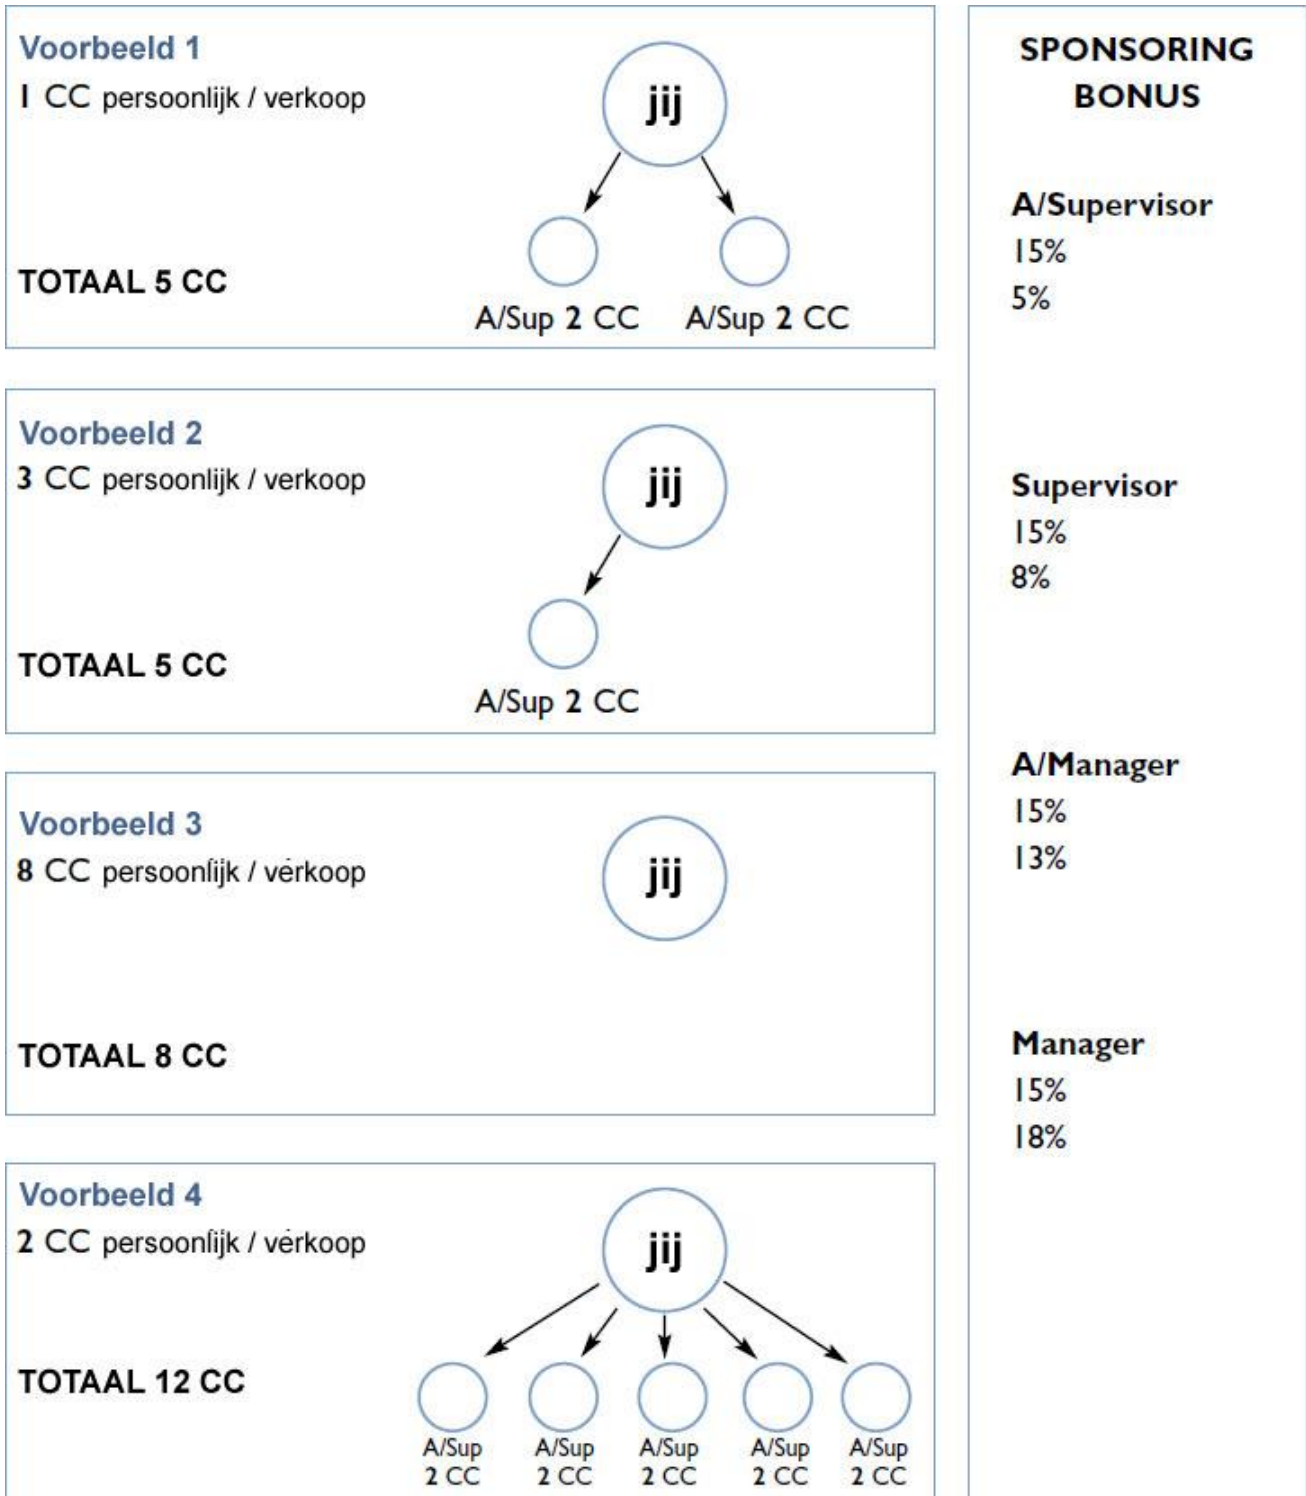 Voorbeeld 1
1 CC persoonlijk / verkoop
jij
TOTAAL 5 CC
A/Sup 2 CC
A/Sup 2 CC
Voorbeeld 2
3 CC persoonlijk / verkoop
jij
TOTAAL 5 CC
A/Sup 2 CC
Voorbeeld 3
8 CC persoonlijk / verkoop
jij
TOTAAL 8 CC
Voorbeeld 4
2 CC persoonlijk / verkoop
jij
TOTAAL 12 CC
A/Sup
2 CC
A/Sup
2 CC
A/Sup
2 CC
A/Sup
2 CC
A/Sup
2 CC
SPONSORING
BONUS
A/Supervisor
15%
5%
Supervisor
15%
8%
A/Manager
15%
13%
Manager
15%
18%